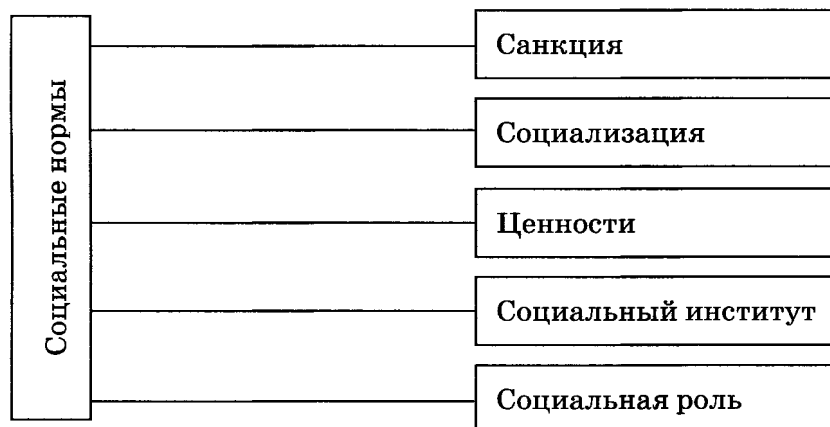 Социальные нормы
Санкция
Социализация
Ценности
Социальный институт
Социальная роль